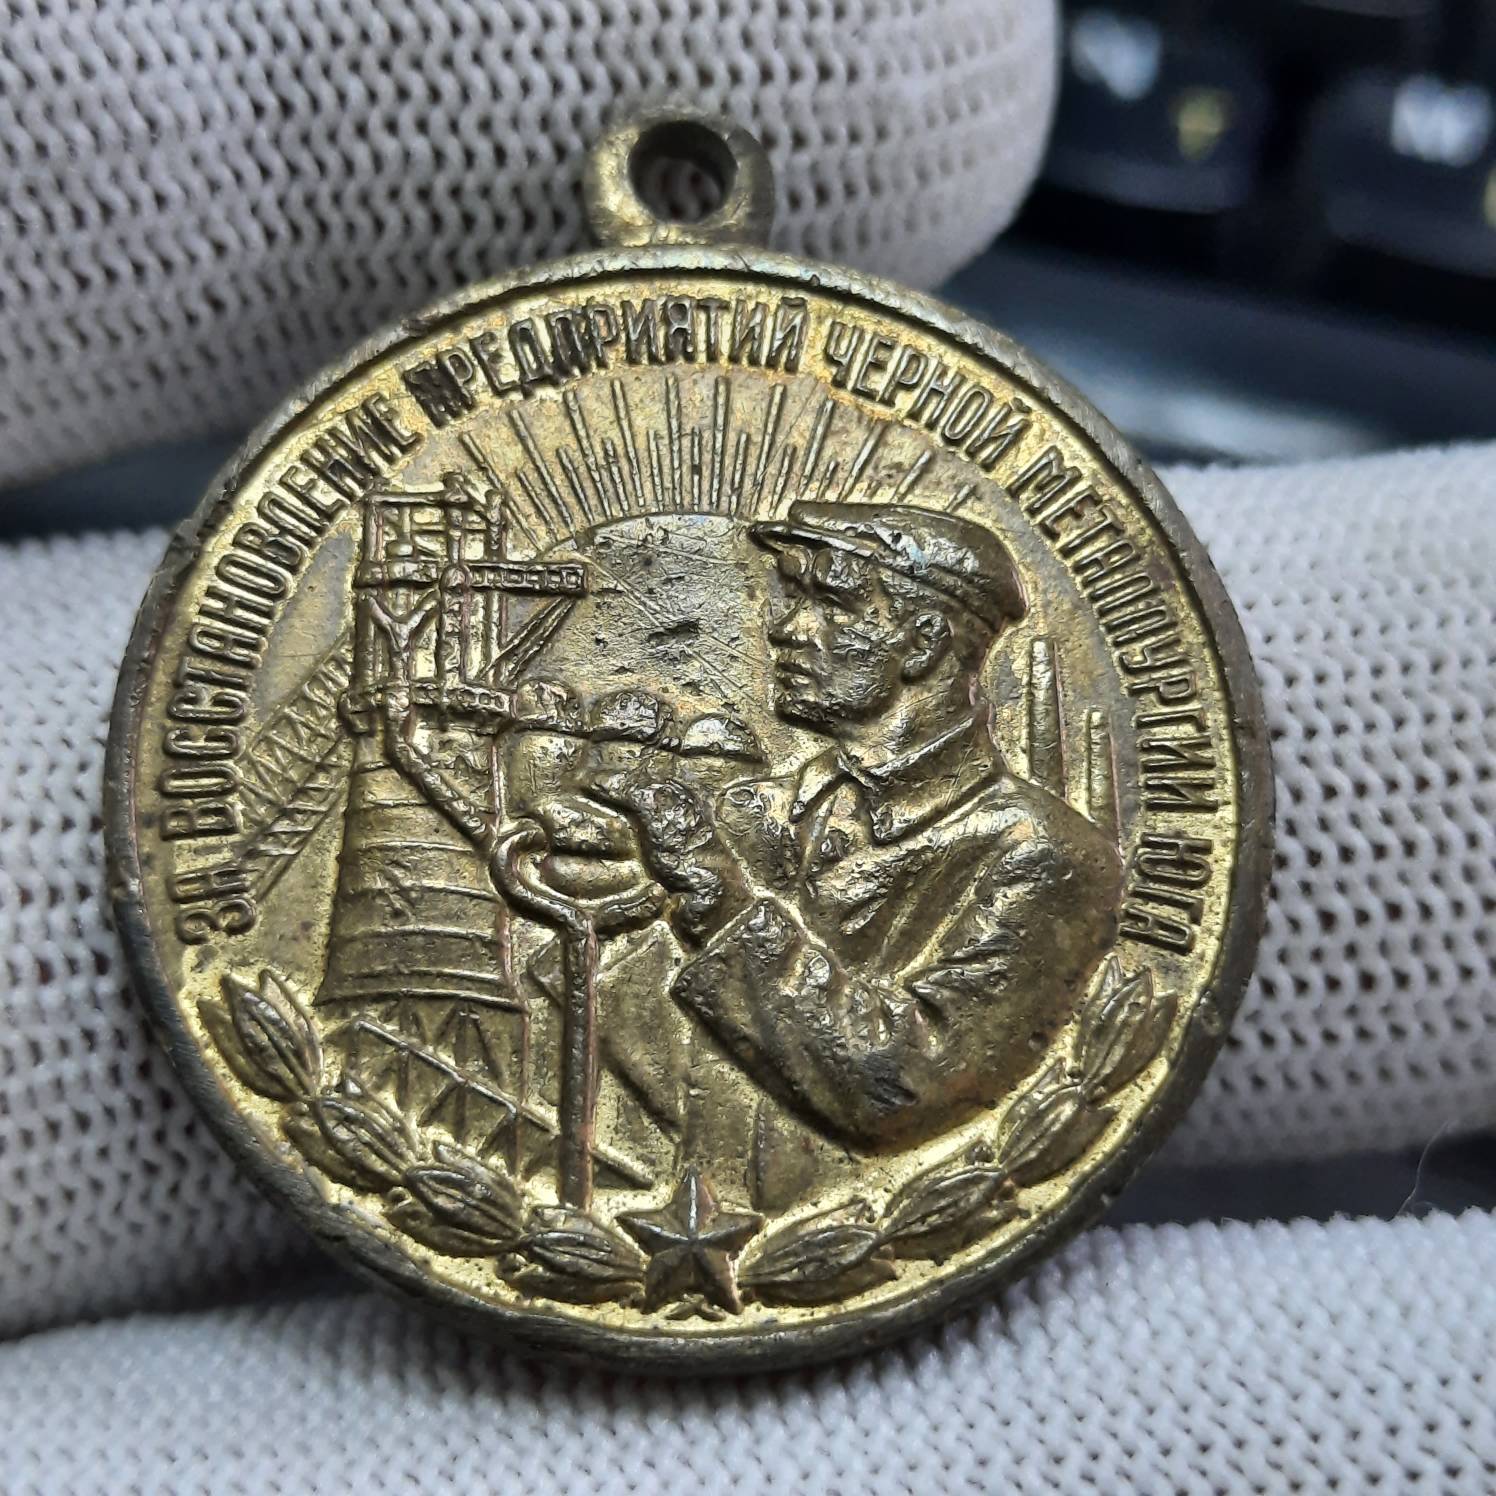 ЗА ВОССТАНОВЛЕНИЕ ПРЕДПРИЯТИЙ ЧЕРНОЙ МЕТАЛЛУРГИИ ЮГА